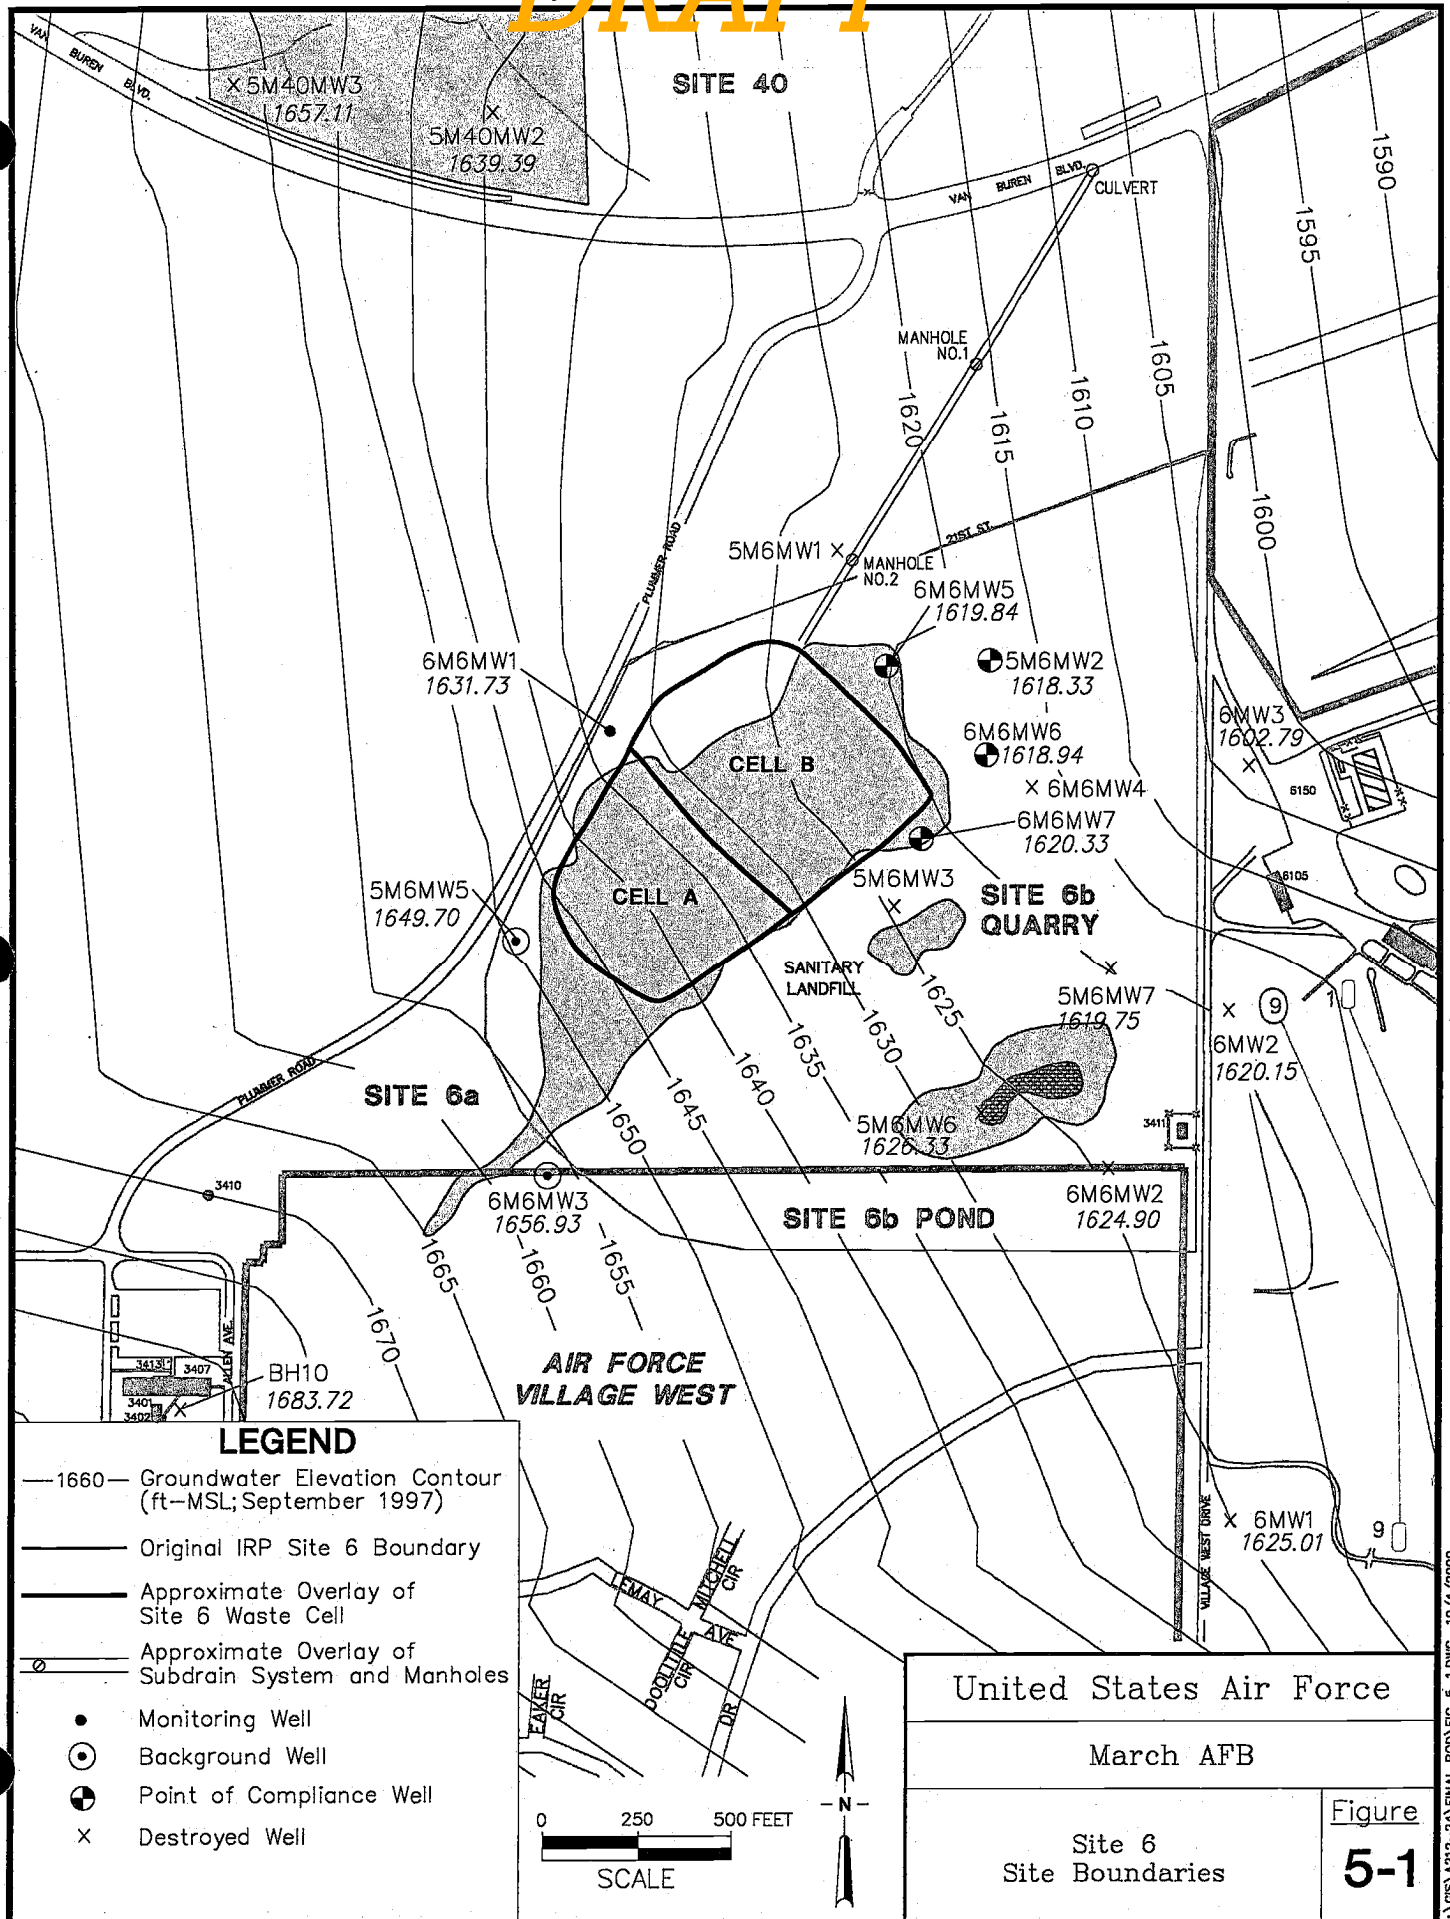 DRAFT
VAN BUREN BLVD.
5M40MW3
1657.11
5M40MW2
1639.39
SITE 40
VAN BUREN BLVD.
CULVERT
1590
1595
MANHOLE
NO.1
1620
1615
1610
1605
1600
21ST ST.
PLUMMER ROAD
5M6MW1
MANHOLE
NO.2
6M6MW5
1619.84
6M6MW1
1631.73
5M6MW2
1618.33
6M6MW6
1618.94
6M6MW4
6MW3
1602.79
6150
CELL B
6M6MW7
1620.33
5M6MW5
1649.70
CELL A
5M6MW3
SITE 6b
QUARRY
6105
SANITARY
LANDFILL
5M6MW7
1619.75
1
9
6MW2
1620.15
1625
1630
1635
1640
1645
1650
PLUMMER ROAD
SITE 6a
5M6MW6
1626.33
3411
3410
6M6MW3
1656.93
SITE 6b POND
6M6MW2
1624.90
1665
1660
1655
1670
ALLEN AVE.
3413
3407
3401
3402
BH10
1683.72
AIR FORCE
VILLAGE WEST
LEGEND
1660 Groundwater Elevation Contour
(ft-MSL; September 1997)
Original IRP Site 6 Boundary
Approximate Overlay of
Site 6 Waste Cell
Approximate Overlay of
Subdrain System and Manholes
Monitoring Well
Background Well
Point of Compliance Well
Destroyed Well
LEMAY AVE
MITCHELL CIR
DOOLITTLE CIR
EAKER CIR
DR
VILLAGE WEST DRIVE
6MW1
1625.01
9
0 250 500 FEET
SCALE
N
United States Air Force
March AFB
Site 6
Site Boundaries
Figure
5-1